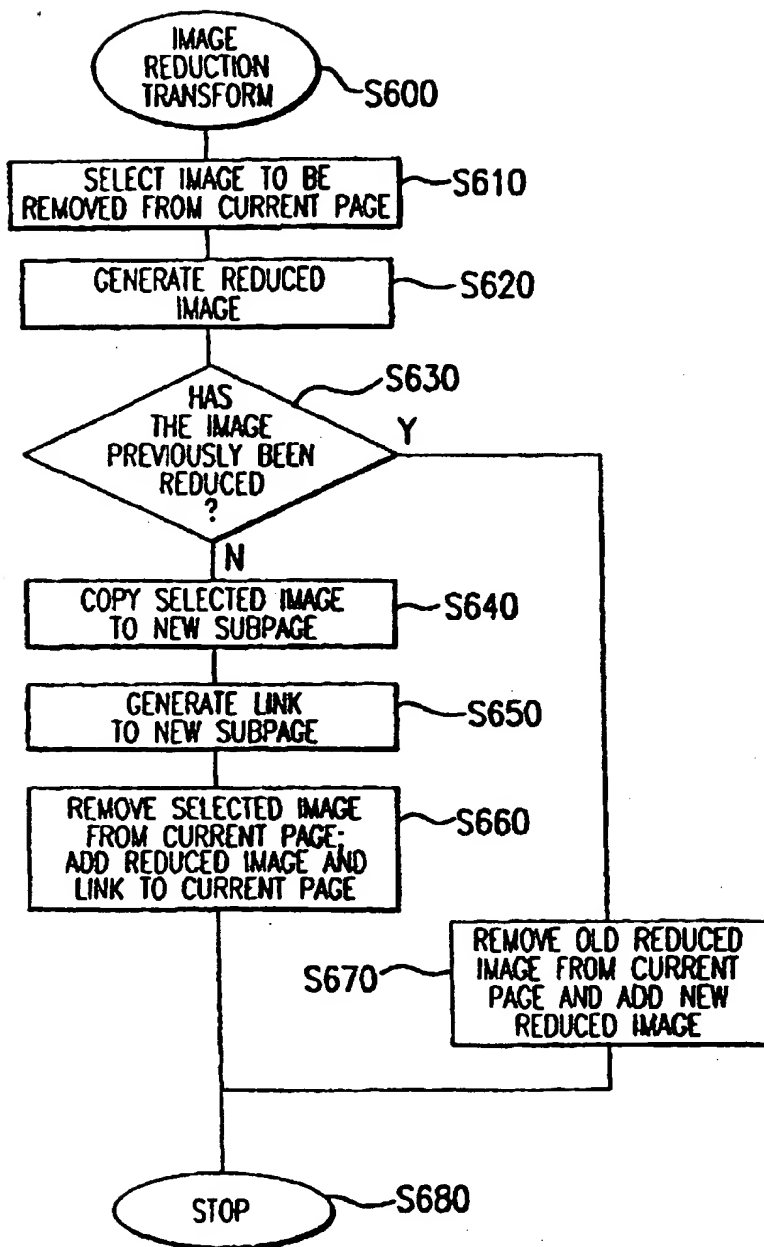 IMAGE
REDUCTION
TRANSFORM
S600
SELECT IMAGE TO BE
REMOVED FROM CURRENT PAGE
S610
GENERATE REDUCED
IMAGE
S620
HAS
THE IMAGE
PREVIOUSLY BEEN
REDUCED
?
S630
Y
N
COPY SELECTED IMAGE
TO NEW SUBPAGE
S640
GENERATE LINK
TO NEW SUBPAGE
S650
REMOVE SELECTED IMAGE
FROM CURRENT PAGE;
ADD REDUCED IMAGE AND
LINK TO CURRENT PAGE
S660
REMOVE OLD REDUCED
IMAGE FROM CURRENT
PAGE AND ADD NEW
REDUCED IMAGE
S670
STOP
S680